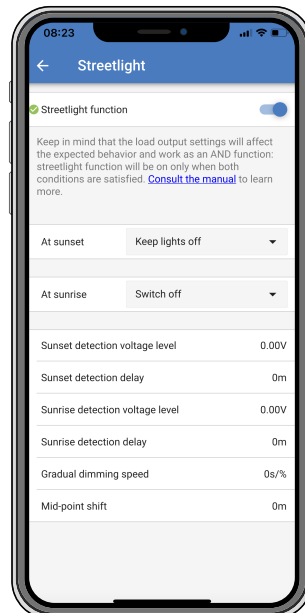 08:23
Streetlight
Streetlight function
Keep in mind that the load output settings will affect
the expected behavior and work as an AND function:
streetlight function will be on only when both
conditions are satisfied. Consult the manual to learn
more.
At sunset Keep lights off
At sunrise Switch off
Sunset detection voltage level 0.00V
Sunset detection delay 0m
Sunrise detection voltage level 0.00V
Sunrise detection delay 0m
Gradual dimming speed 0s/%
Mid-point shift 0m